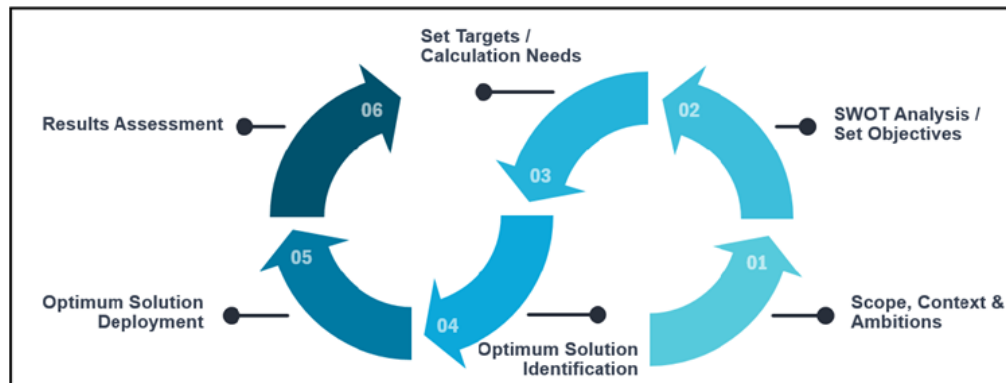 Set Targets /
Calculation Needs
06
02
Results Assessment
SWOT Analysis /
Set Objectives
03
05
01
Optimum Solution
Deployment
04
Optimum Solution
Identification
Scope, Context &
Ambitions